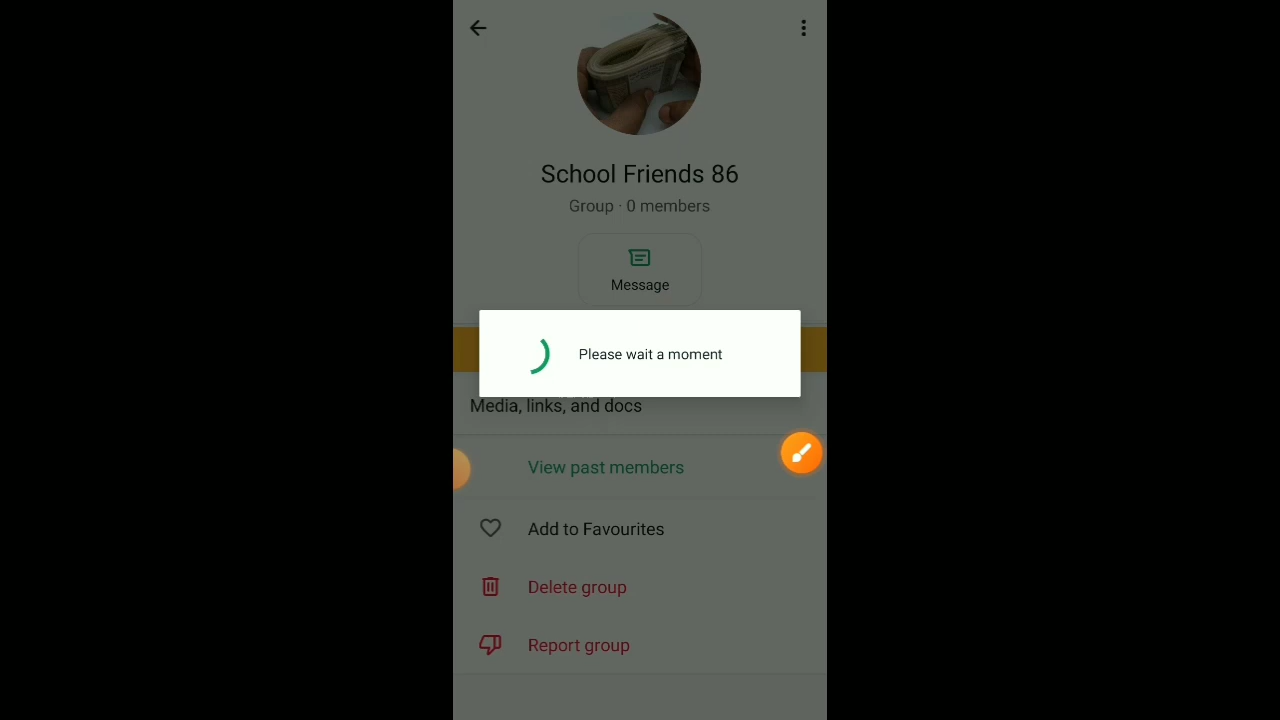 School Friends 86
Group · 0 members
Message
Please wait a moment
Media, links, and docs
View past members
Add to Favourites
Delete group
Report group